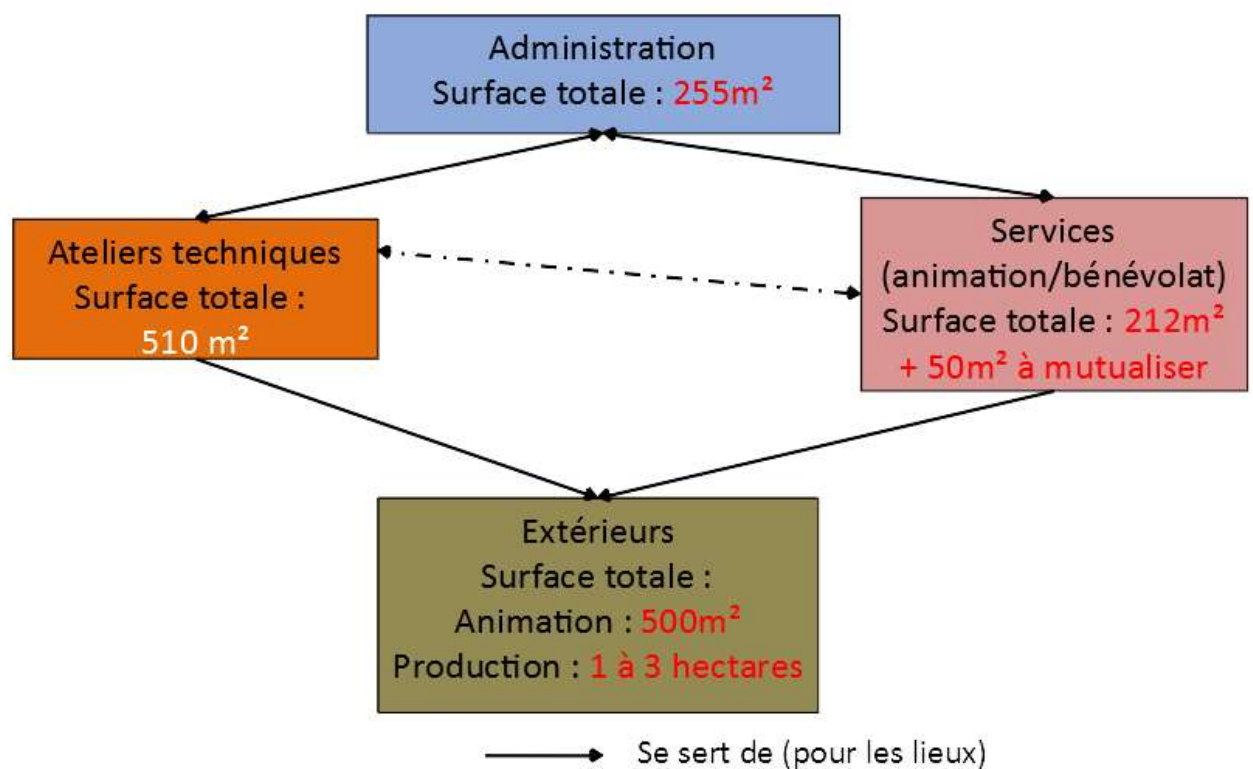 Administration
Surface totale : 255m²
Ateliers techniques
Surface totale :
510 m²
Services
(animation/bénévolat)
Surface totale : 212m²
+ 50m² à mutualiser
Extérieurs
Surface totale :
Animation : 500m²
Production : 1 à 3 hectares
Se sert de (pour les lieux)